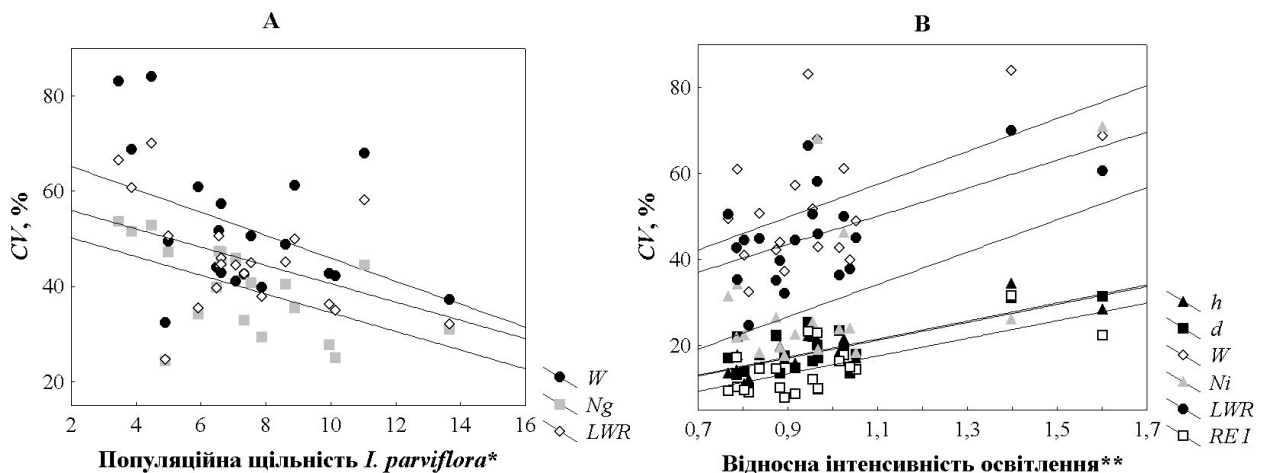 A
CV, %
80
60
40
20
2 4 6 8 10 12 14 16
W
Ng
LWR
Популяційна щільність I. parviflora*
B
CV, %
80
60
40
20
0,7 0,9 1,1 1,3 1,5 1,7
h
d
W
Ni
LWR
REI
Відносна інтенсивність освітлення**